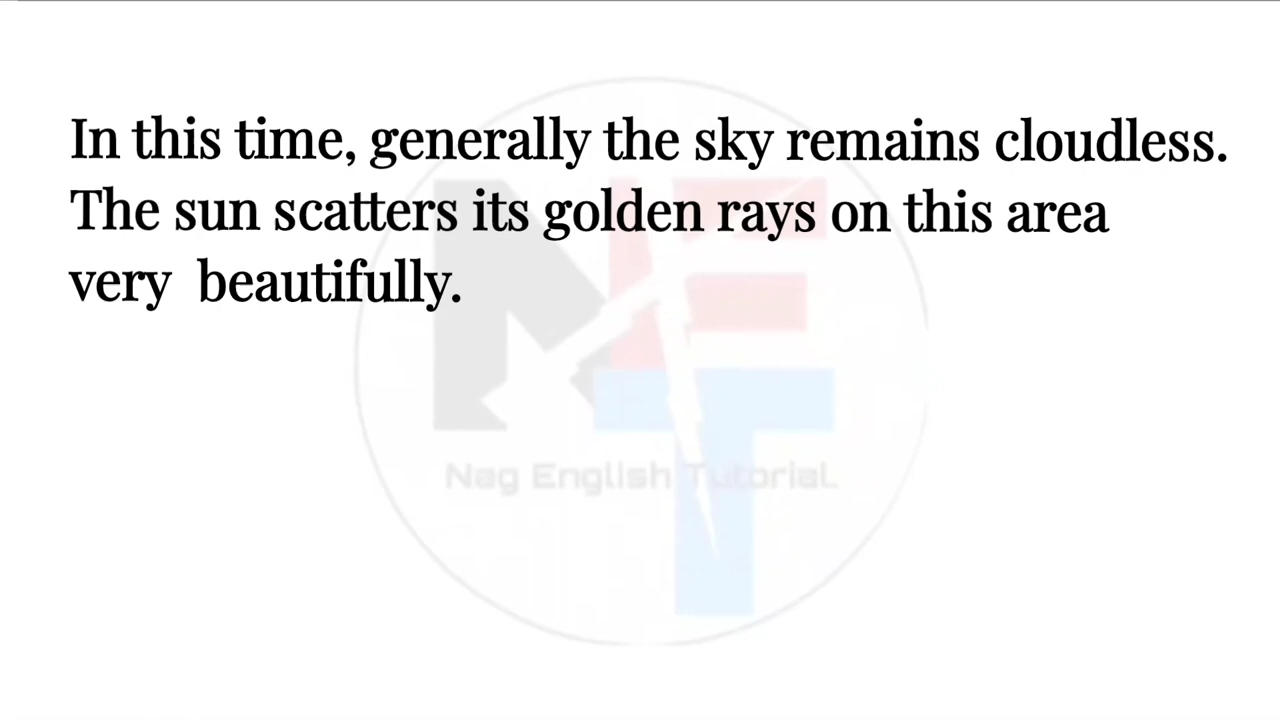 In this time, generally the sky remains cloudless.
The sun scatters its golden rays on this area
very beautifully.
Nag English Tutorial.